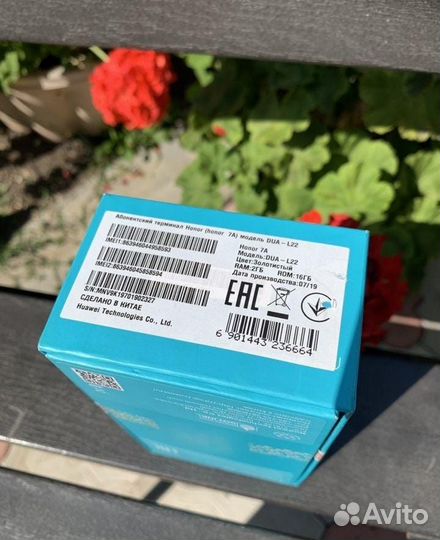 Абонентский терминал Honor (honor 7A) модель DUA – L22
IMEI1:863946044958593
IMEI2:863946045858594
S/N:MNV9K19701902327
СДЕЛАНО В КИТАЕ
Huawei Technologies Co., Ltd.
Honor 7A
Модель:DUA – L22
Цвет:Золотистый
RAM:2ГБ ROM:16ГБ
Дата производства:07/19
EAC
6 901443 236664
Avito